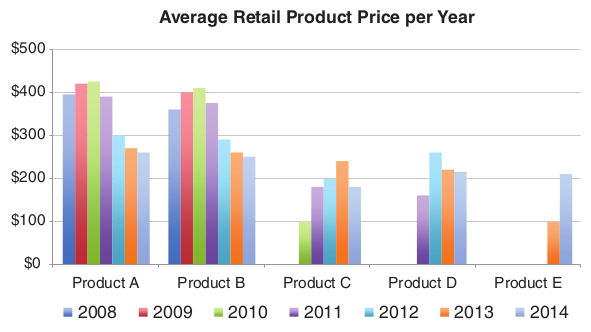 Average Retail Product Price per Year
$500
$400
$300
$200
$100
$0
Product A Product B Product C Product D Product E
2008 2009 2010 2011 2012 2013 2014